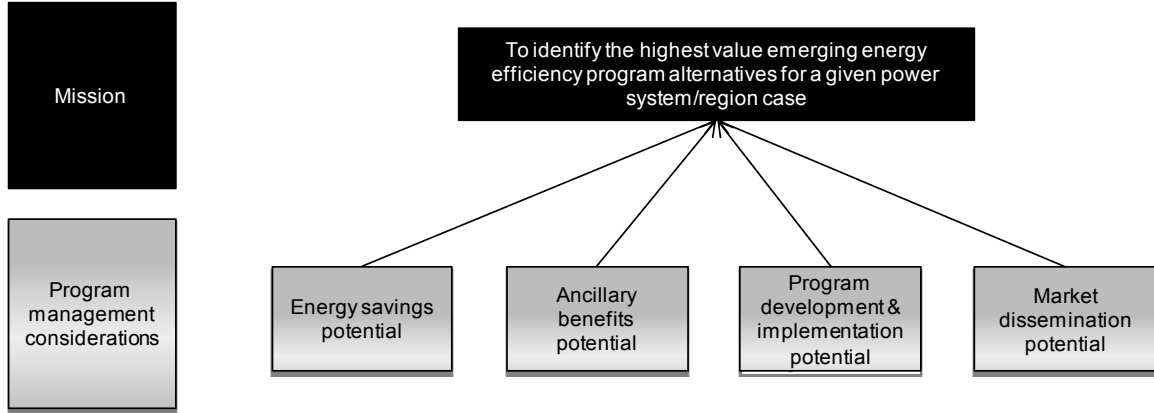 Mission
To identify the highest value emerging energy
efficiency program alternatives for a given power
system/region case
Program
management
considerations
Energy savings
potential
Ancillary
benefits
potential
Program
development &
implementation
potential
Market
dissemination
potential